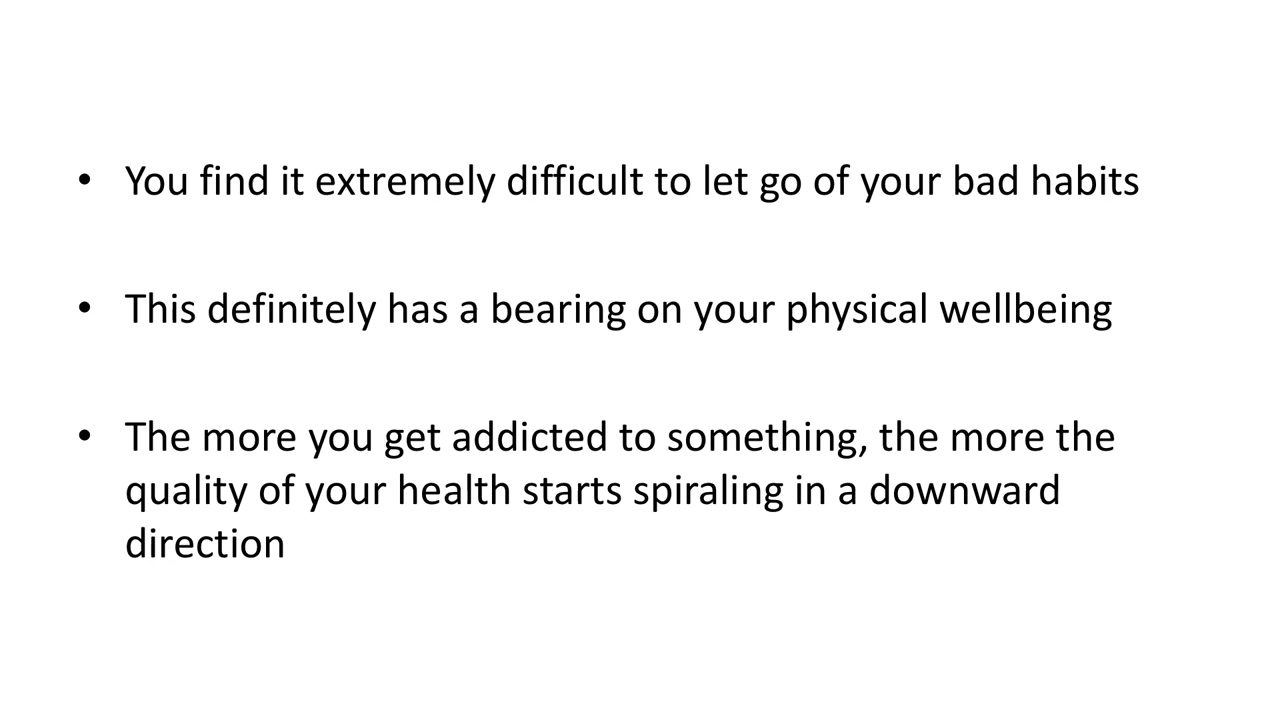 • You find it extremely difficult to let go of your bad habits
• This definitely has a bearing on your physical wellbeing
• The more you get addicted to something, the more the
quality of your health starts spiraling in a downward
direction